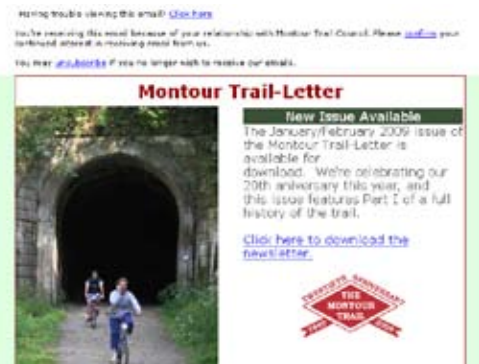 Having trouble viewing this email? Click here
You're receiving this email because of your relationship with Montour Trail Council. Please confirm your
continued interest in receiving email from us.
You may unsubscribe if you no longer wish to receive our emails.
Montour Trail-Letter
New Issue Available
The January/February 2009 issue of
the Montour Trail-Letter is
available for
download. We're celebrating our
20th aniversary this year, and
this issue features Part I of a full
history of the trail.
Click here to download the
newsletter.
TWENTIETH ANNIVERSARY
THE
MONTOUR
TRAIL